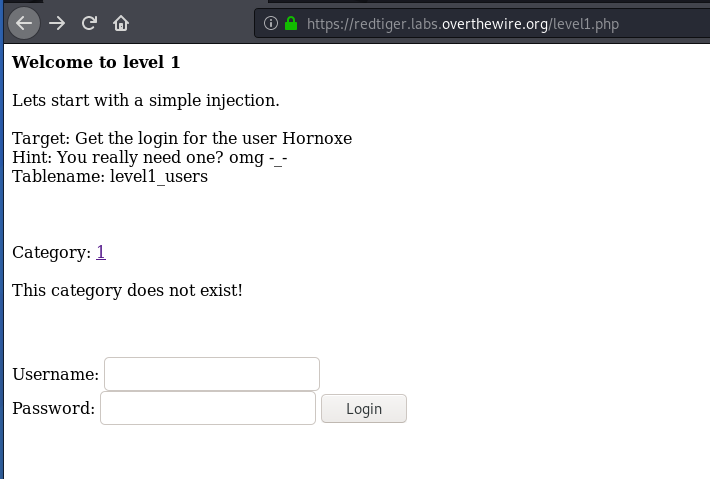 https://redtiger.labs.overthewire.org/level1.php
Welcome to level 1
Lets start with a simple injection.
Target: Get the login for the user Hornoxe
Hint: You really need one? omg -_-
Tablename: level1_users
Category: 1
This category does not exist!
Username:
Password: Login